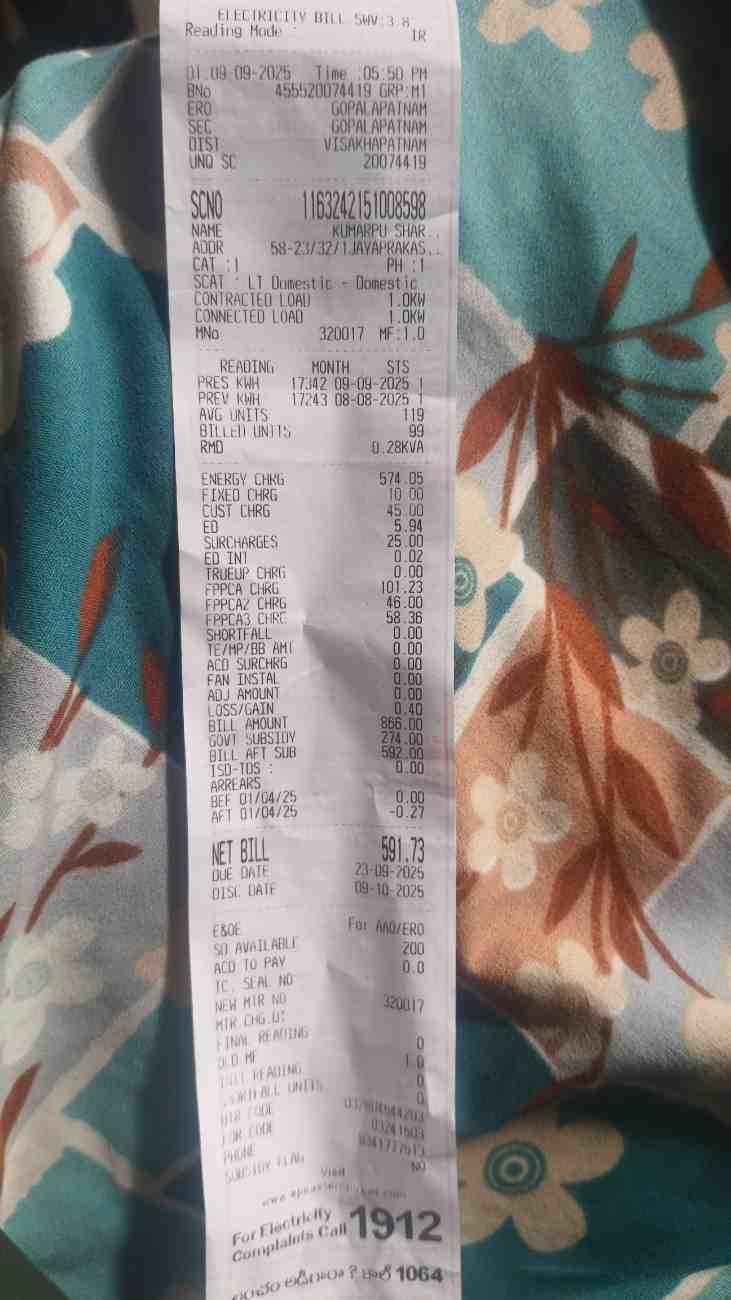 ELECTRICITY BILL SWV:3.8
Reading Mode : IR
01.09-09-2025 Time :05:50 PM
BNo 455520074419 GRP:M1
ERO GOPALAPATNAM
SEC GOPALAPATNAM
DIST VISAKHAPATNAM
UNQ SC 20074419
SCNO 1163242151008598
NAME KUMARPU SHAR..
ADDR 58-23/32/1JAYAPRAKAS..
CAT :1 PH :1
SCAT : LT Domestic - Domestic
CONTRACTED LOAD 1.0KW
CONNECTED LOAD 1.0KW
MNo 320017 MF:1.0
READING MONTH STS
PRES KWH 17342 09-09-2025 1
PREV KWH 17243 08-08-2025 1
AVG UNITS 119
BILLED UNITS 99
RMD 0.28KVA
ENERGY CHRG 574.05
FIXED CHRG 10.00
CUST CHRG 45.00
ED 5.94
SURCHARGES 25.00
ED INT 0.02
TRUEUP CHRG 0.00
FPPCA CHRG 101.23
FPPCA2 CHRG 46.00
FPPCA3 CHRG 58.36
SHORTFALL 0.00
TE/MP/BB AMT 0.00
ACD SURCHRG 0.00
FAN INSTAL 0.00
ADJ AMOUNT 0.00
LOSS/GAIN 0.40
BILL AMOUNT 866.00
GOVT SUBSIDY 274.00
BILL AFT SUB 592.00
ISD-TDS : 0.00
ARREARS
BEF 01/04/25 0.00
AFT 01/04/25 -0.27
NET BILL 591.73
DUE DATE 23-09-2025
DISC DATE 09-10-2025
E&OE For AAO/ERO
SD AVAILABLE 200
ACD TO PAY 0.0
TC. SEAL NO
NEW MTR NO 320017
MTR CHG.DT
FINAL READING 0
OLD MF 1.0
INIT READING 0
UNITS 0
DTR CODE
FDR CODE 03241603
PHONE
SUBSIDY FLAG NO
Visit
For Electricity
Complaints Call 1912
1064